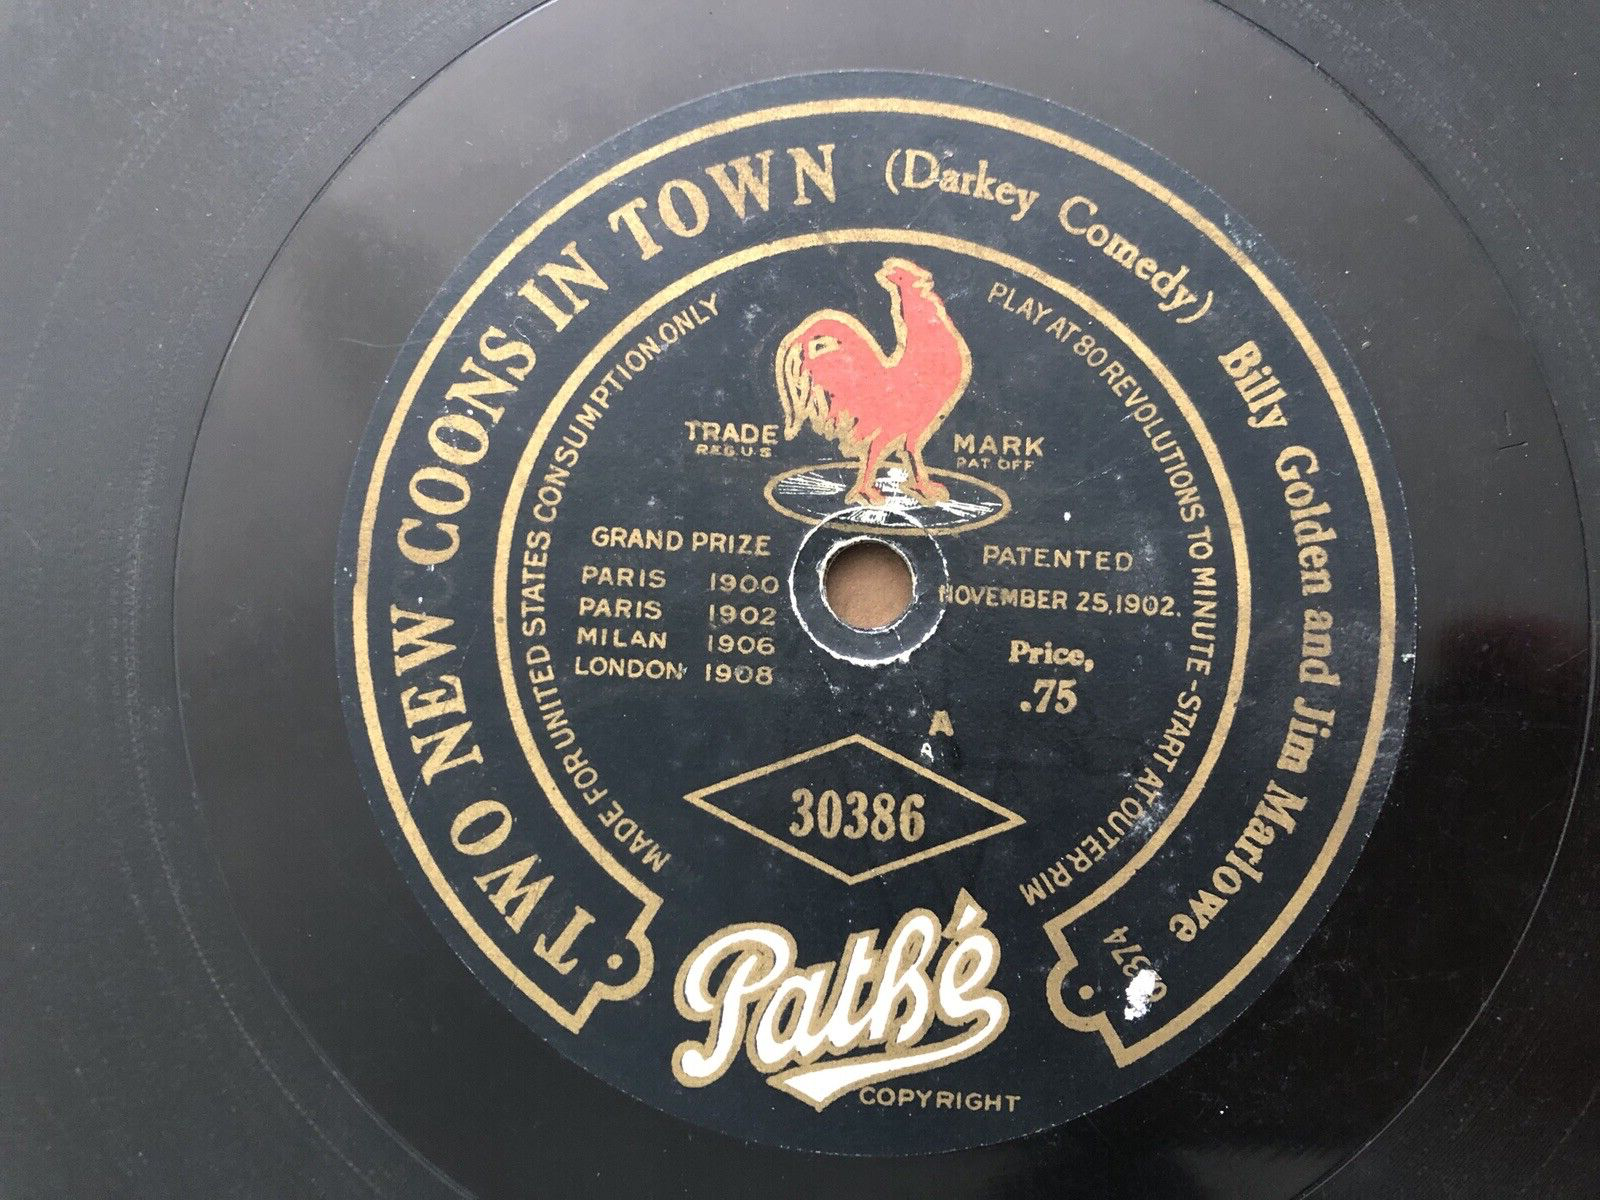 TWO NEW COONS IN TOWN (Darkey Comedy) Billy Golden and Jim Marlowe
MADE FOR UNITED STATES CONSUMPTION ONLY
PLAY AT 80 REVOLUTIONS TO MINUTE - START AT OUTER RIM
TRADE MARK
REG. U.S. PAT OFF
GRAND PRIZE
PARIS 1900
PARIS 1902
MILAN 1906
LONDON 1908
PATENTED
NOVEMBER 25, 1902.
Price,
.75
A
A
30386
Pathé
COPYRIGHT